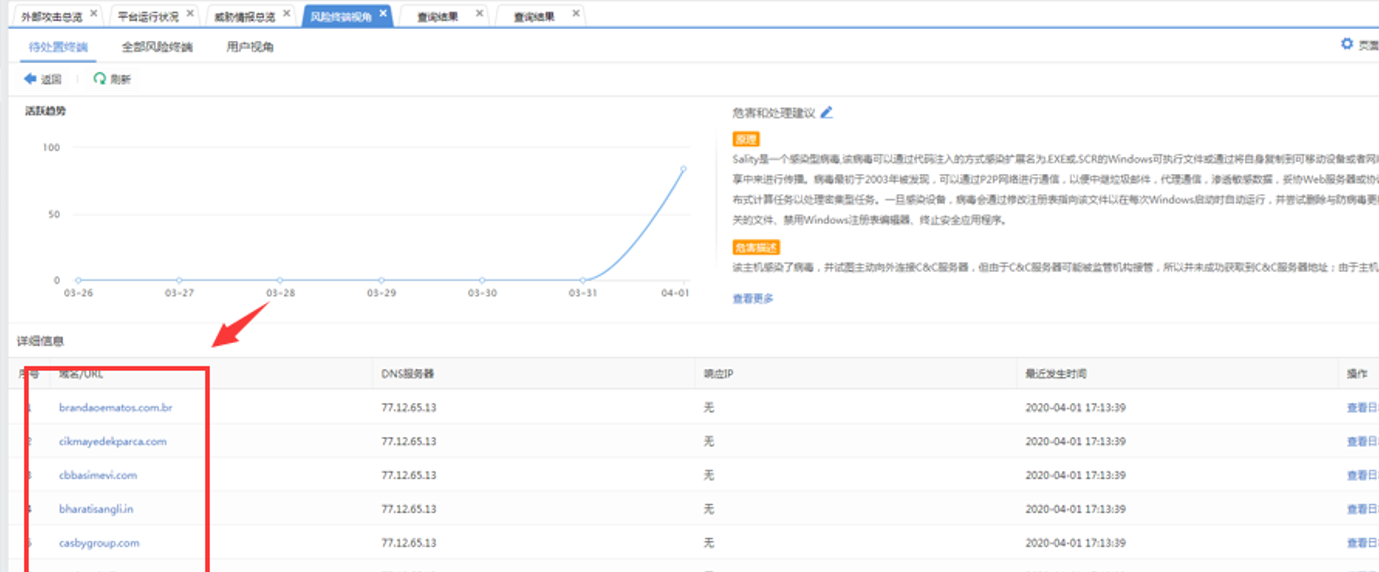 外部攻击总览
平台运行状况
威胁情报总览
风险终端视角
查询结果
查询结果
待处置终端
全部风险终端
用户视角
页面
返回
刷新
活跃趋势
100
50
0
03-26
03-27
03-28
03-29
03-30
03-31
04-01
危害和处理建议
原理
Sality是一个感染型病毒,该病毒可以通过代码注入的方式感染扩展名为.EXE或.SCR的Windows可执行文件或通过将自身复制到可移动设备或者网络
享中来进行传播。病毒最初于2003年被发现，可以通过P2P网络进行通信，以便中继垃圾邮件，代理通信，渗透敏感数据，妥协Web服务器或协
布式计算任务以处理密集型任务。一旦感染设备，病毒会通过修改注册表指向该文件以在每次Windows启动时自动运行，并尝试删除与防病毒更
关的文件、禁用Windows注册表编辑器、终止安全应用程序。
危害描述
该主机感染了病毒，并试图主动向外连接C&C服务器，但由于C&C服务器可能被监管机构接管，所以并未成功获取到C&C服务器地址；由于主机
查看更多
详细信息
序号 域名/URL DNS服务器 响应IP 最近发生时间 操作
1 brandaoematos.com.br 77.12.65.13 无 2020-04-01 17:13:39 查看日
2 cikmayedekparca.com 77.12.65.13 无 2020-04-01 17:13:39 查看日
3 cbbasimevi.com 77.12.65.13 无 2020-04-01 17:13:39 查看日
4 bharatisangli.in 77.12.65.13 无 2020-04-01 17:13:39 查看日
5 casbygroup.com 77.12.65.13 无 2020-04-01 17:13:39 查看日